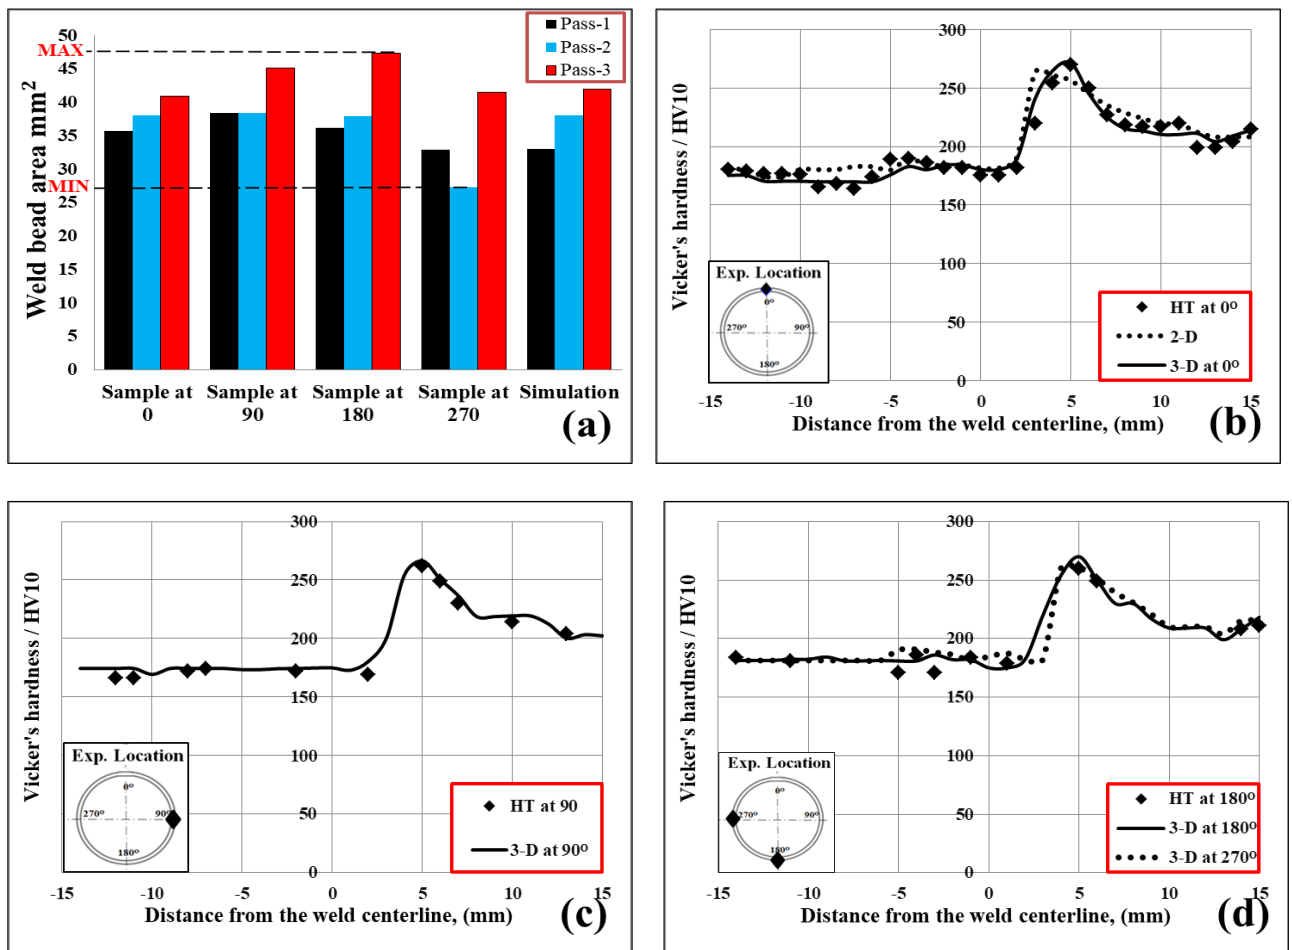 Weld bead area mm2
50
45
40
35
30
25
20
15
10
5
0
MAX
MIN
Pass-1
Pass-2
Pass-3
Sample at
0
Sample at
90
Sample at
180
Sample at
270
Simulation
(a)
Vicker's hardness / HV10
300
250
200
150
100
50
0
Exp. Location
0o
270o
90o
180o
HT at 0O
2-D
3-D at 0O
-15
-10
-5
0
5
10
15
Distance from the weld centerline, (mm)
(b)
Vicker's hardness / HV10
300
250
200
150
100
50
0
Exp. Location
0o
270o
90o
180o
HT at 90
3-D at 90O
-15
-10
-5
0
5
10
15
Distance from the weld centerline, (mm)
(c)
Vicker's hardness / HV10
300
250
200
150
100
50
0
Exp. Location
0o
270o
90o
180o
HT at 180O
3-D at 180O
3-D at 270O
-15
-10
-5
0
5
10
15
Distance from the weld centerline, (mm)
(d)